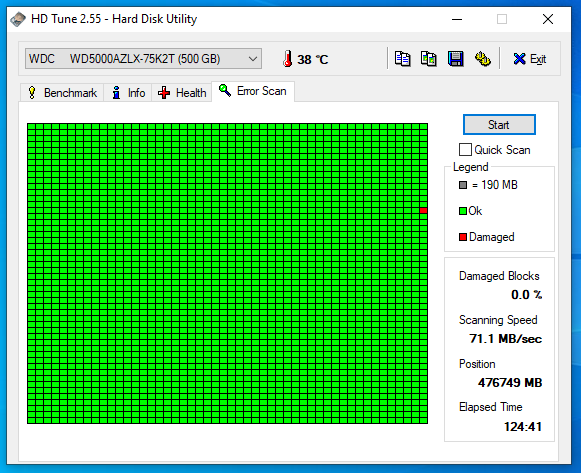 HD Tune 2.55 - Hard Disk Utility
WDC WD5000AZLX-75K2T (500 GB)
38 °C
Exit
Benchmark Info Health Error Scan
Start
Quick Scan
Legend
= 190 MB
Ok
Damaged
Damaged Blocks
0.0 %
Scanning Speed
71.1 MB/sec
Position
476749 MB
Elapsed Time
124:41